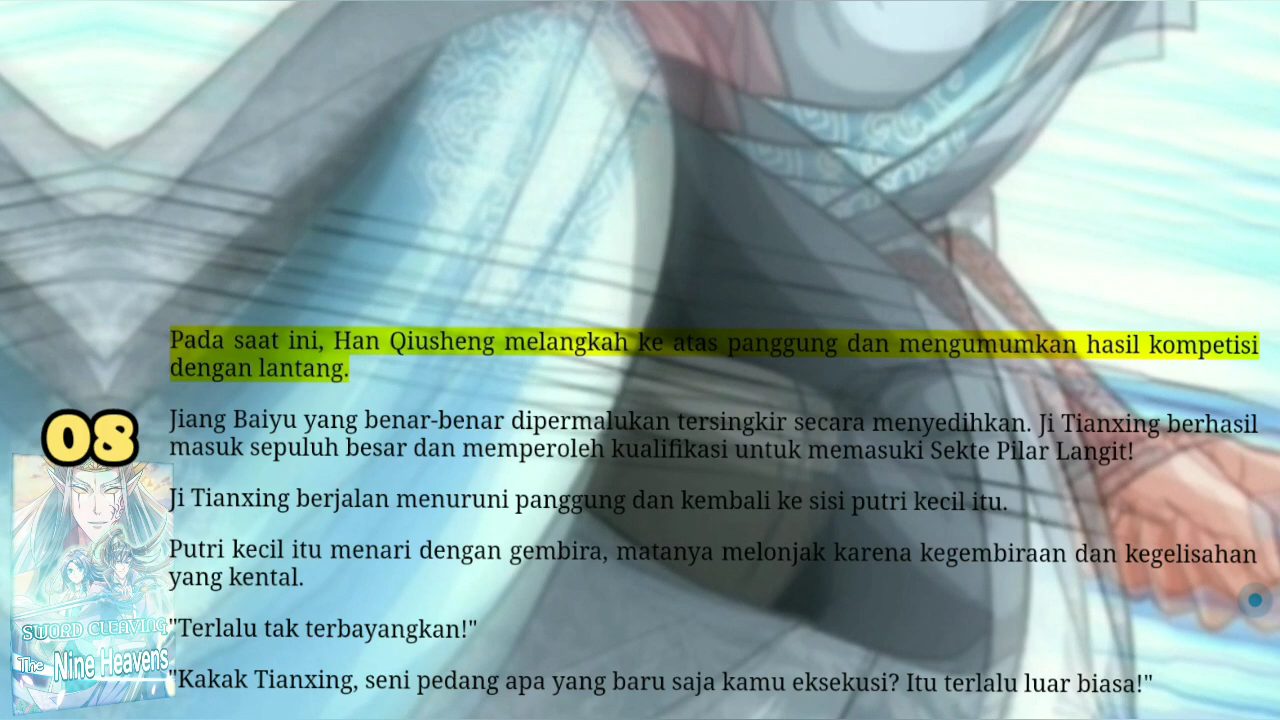 Pada saat ini, Han Qiusheng melangkah ke atas panggung dan mengumumkan hasil kompetisi
dengan lantang.
Jiang Baiyu yang benar-benar dipermalukan tersingkir secara menyedihkan. Ji Tianxing berhasil
masuk sepuluh besar dan memperoleh kualifikasi untuk memasuki Sekte Pilar Langit!
Ji Tianxing berjalan menuruni panggung dan kembali ke sisi putri kecil itu.
Putri kecil itu menari dengan gembira, matanya melonjak karena kegembiraan dan kegelisahan
yang kental.
"Terlalu tak terbayangkan!"
"Kakak Tianxing, seni pedang apa yang baru saja kamu eksekusi? Itu terlalu luar biasa!"
08
SWORD CLEAVING
The Nine Heavens